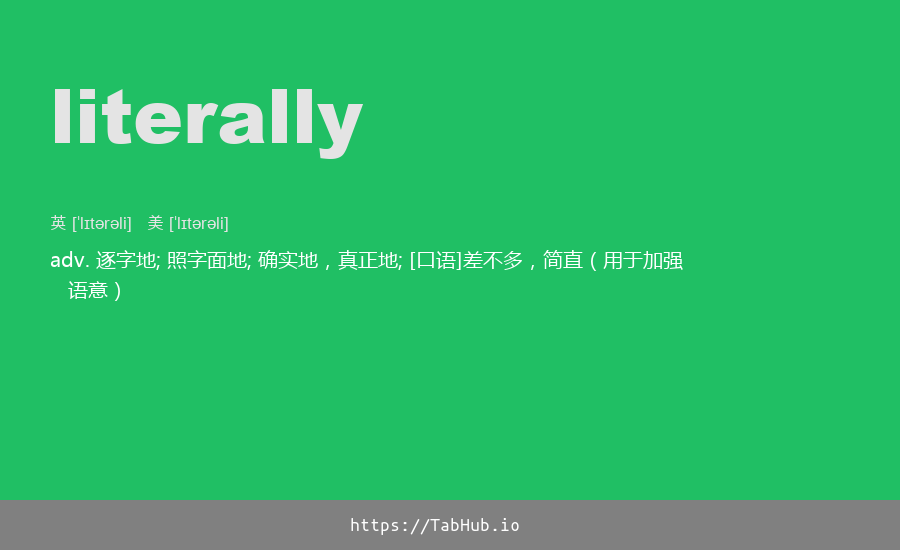 literally
英 [ˈlɪtərəli] 美 [ˈlɪtərəli]
adv. 逐字地; 照字面地; 确实地，真正地; [口语]差不多，简直（用于加强
语意）
https://TabHub.io